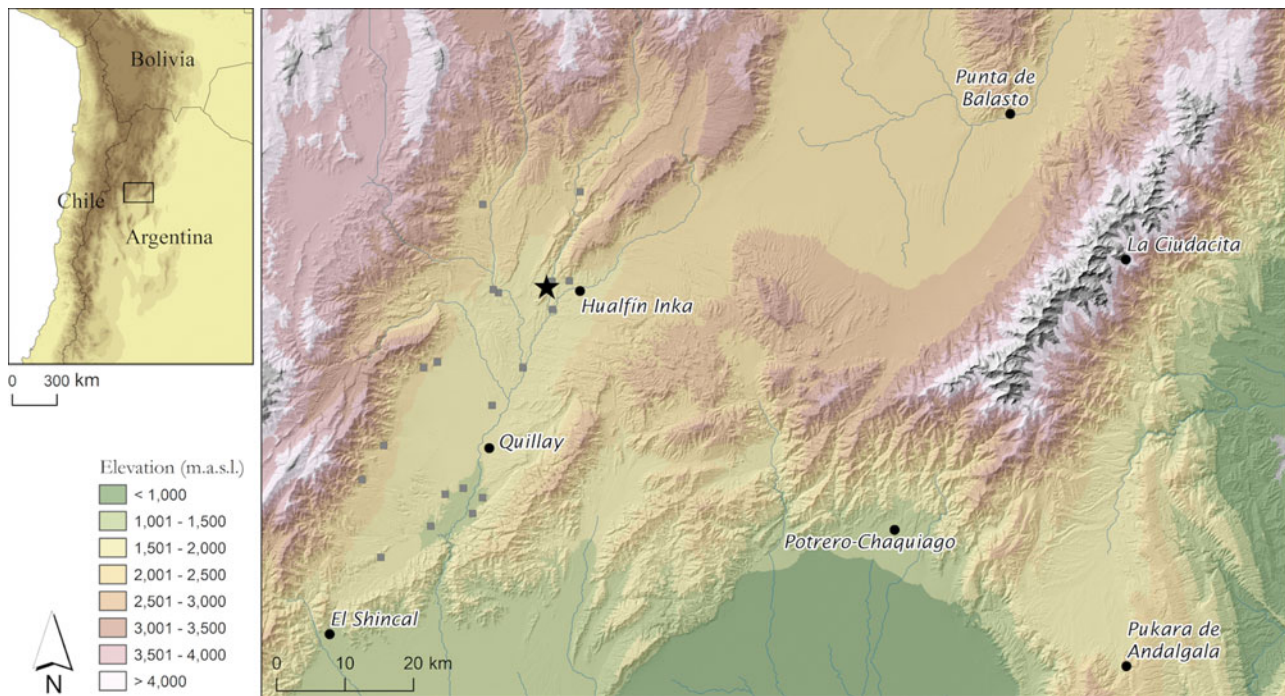 Bolivia
Chile
Argentina
0 300 km
Elevation (m.a.s.l.)
< 1,000
1,001 - 1,500
1,501 - 2,000
2,001 - 2,500
2,501 - 3,000
3,001 - 3,500
3,501 - 4,000
> 4,000
N
Punta de
Balasto
La Ciudacita
Hualfín Inka
Quillay
Potrero-Chaquiago
El Shincal
Pukara de
Andalgala
0 10 20 km